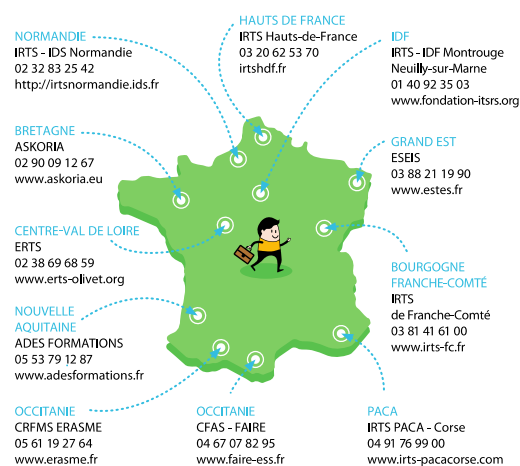 NORMANDIE
IRTS - IDS Normandie
02 32 83 25 42
http://irtsnormandie.ids.fr
HAUTS DE FRANCE
IRTS Hauts-de-France
03 20 62 53 70
irtshdf.fr
IDF
IRTS - IDF Montrouge
Neuilly-sur-Marne
01 40 92 35 03
www.fondation-itsrs.org
BRETAGNE
ASKORIA
02 90 09 12 67
www.askoria.eu
GRAND EST
ESEIS
03 88 21 19 90
www.estes.fr
CENTRE-VAL DE LOIRE
ERTS
02 38 69 68 59
www.erts-olivet.org
BOURGOGNE
FRANCHE-COMTÉ
IRTS
de Franche-Comté
03 81 41 61 00
www.irts-fc.fr
NOUVELLE
AQUITAINE
ADES FORMATIONS
05 53 79 12 87
www.adesformations.fr
OCCITANIE
CRFMS ERASME
05 61 19 27 64
www.erasme.fr
OCCITANIE
CFAS - FAIRE
04 67 07 82 95
www.faire-ess.fr
PACA
IRTS PACA - Corse
04 91 76 99 00
www.irts-pacacorse.com